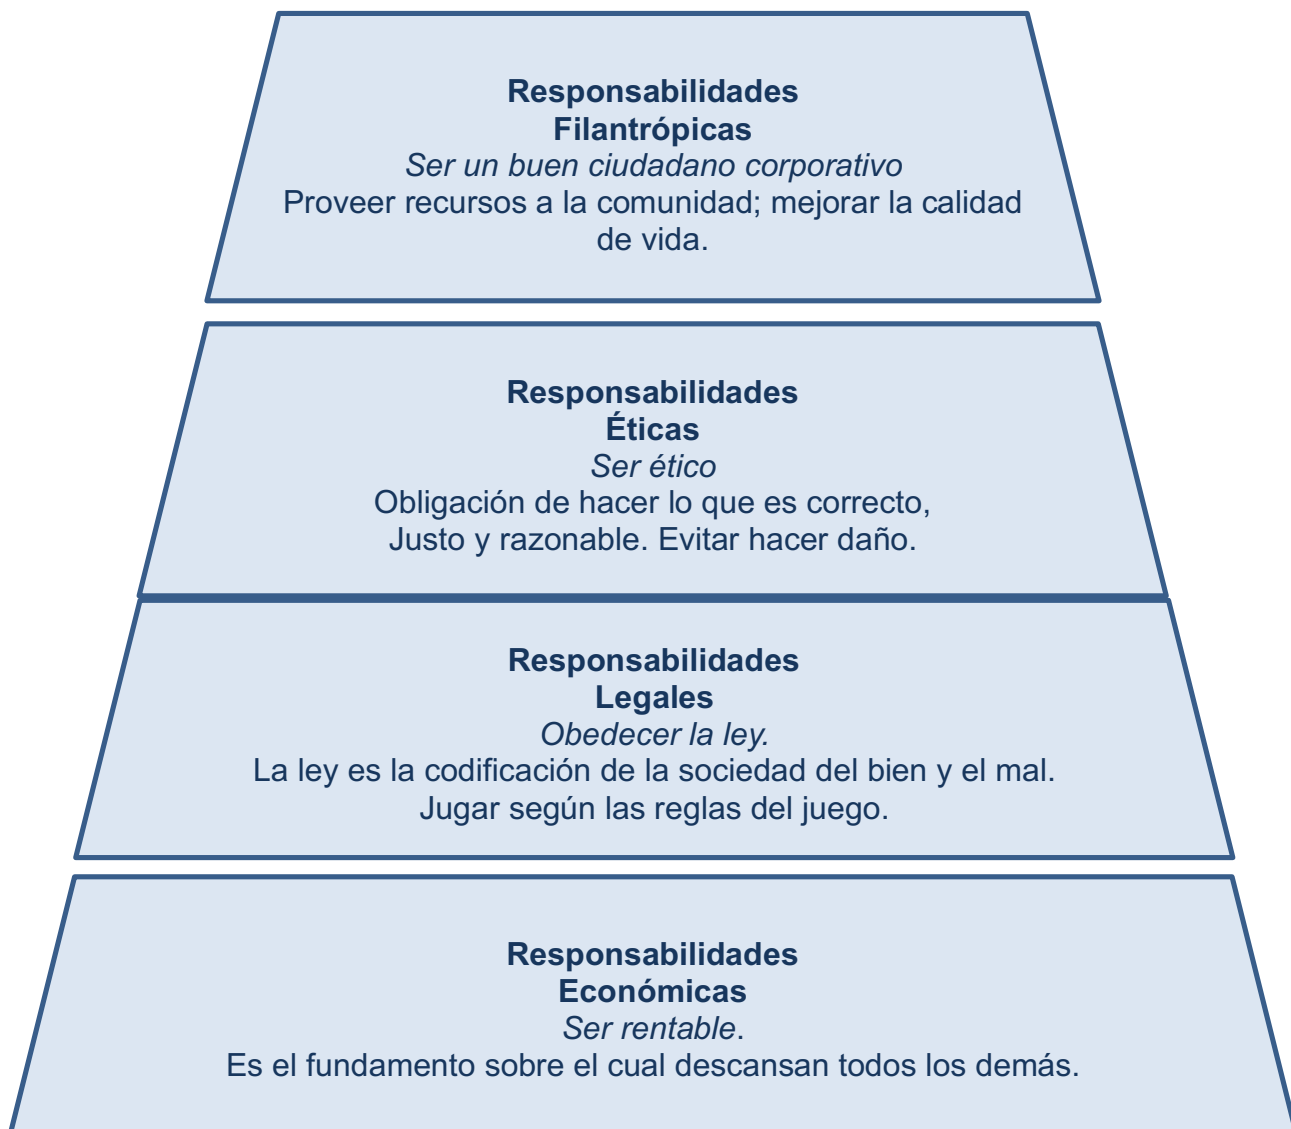 Responsabilidades
Filantrópicas
Ser un buen ciudadano corporativo
Proveer recursos a la comunidad; mejorar la calidad
de vida.
Responsabilidades
Éticas
Ser ético
Obligación de hacer lo que es correcto,
Justo y razonable. Evitar hacer daño.
Responsabilidades
Legales
Obedecer la ley.
La ley es la codificación de la sociedad del bien y el mal.
Jugar según las reglas del juego.
Responsabilidades
Económicas
Ser rentable.
Es el fundamento sobre el cual descansan todos los demás.